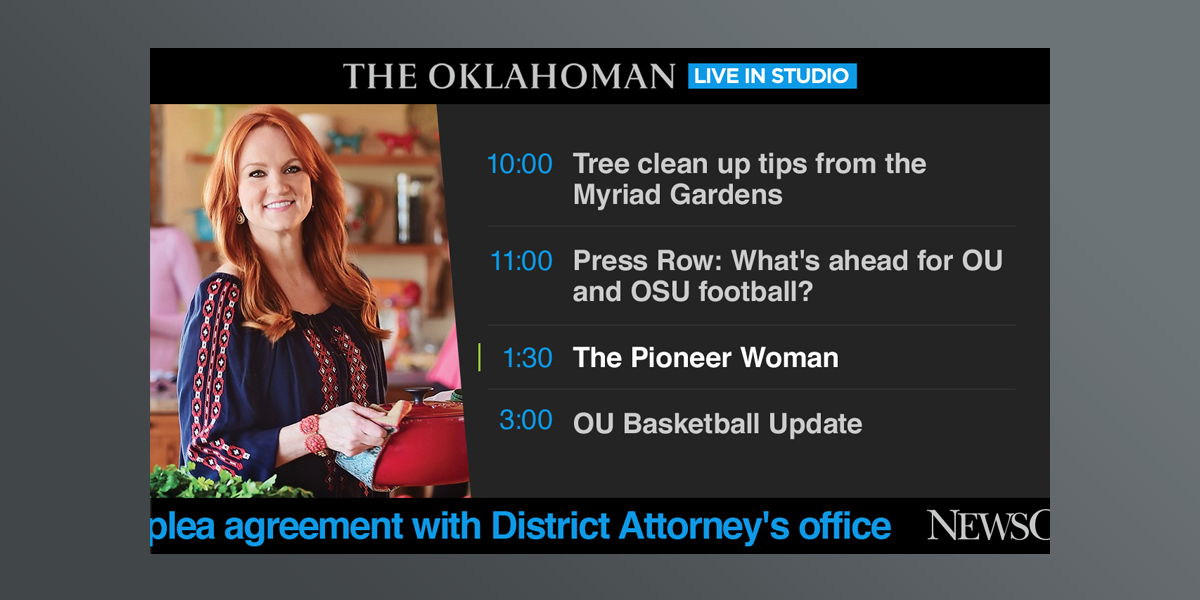 THE OKLAHOMAN LIVE IN STUDIO
10:00 Tree clean up tips from the
Myriad Gardens
11:00 Press Row: What's ahead for OU
and OSU football?
1:30 The Pioneer Woman
3:00 OU Basketball Update
plea agreement with District Attorney's office NEWSO